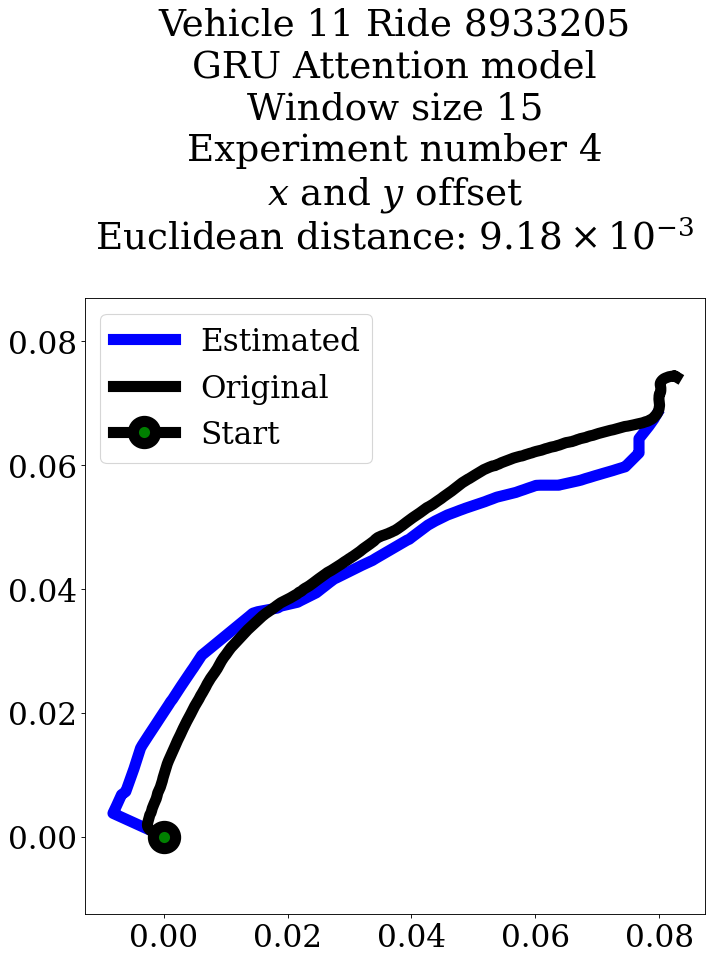 Vehicle 11 Ride 8933205
GRU Attention model
Window size 15
Experiment number 4
x and y offset
Euclidean distance: 9.18 × 10⁻³
Estimated
Original
Start
0.08
0.06
0.04
0.02
0.00
0.00 0.02 0.04 0.06 0.08